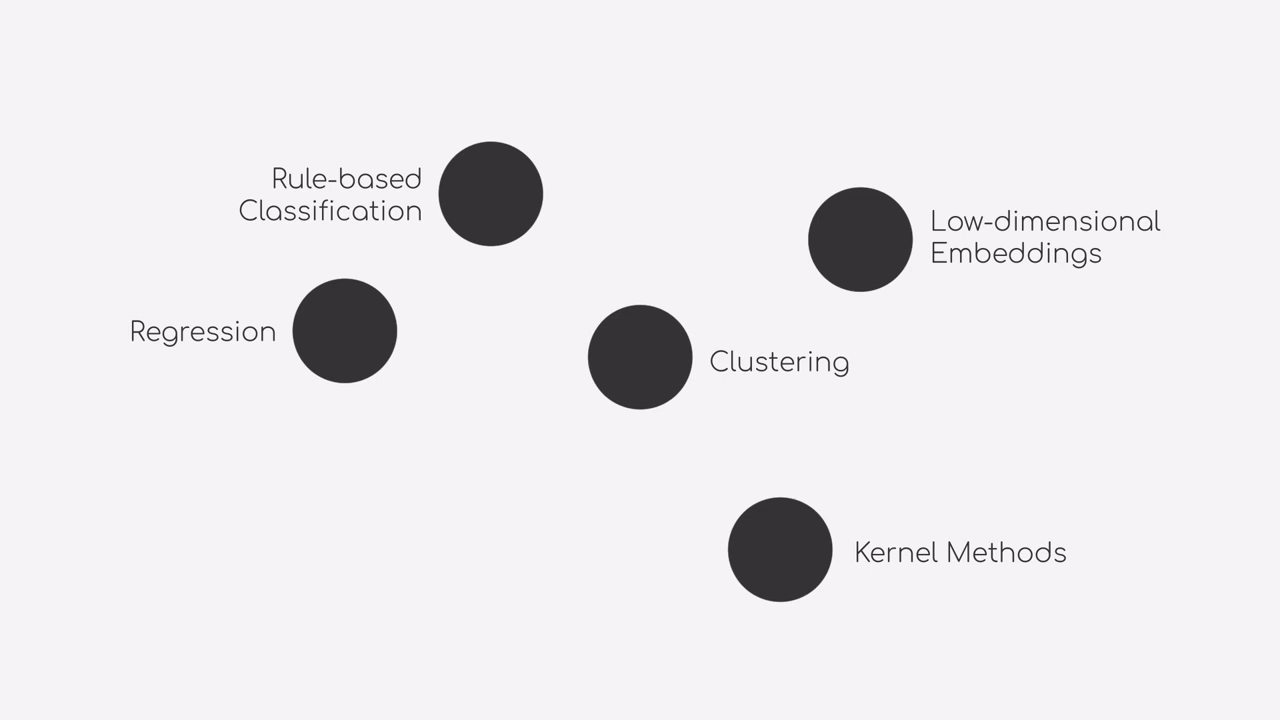 Rule-based
Classification
Low-dimensional
Embeddings
Regression
Clustering
Kernel Methods